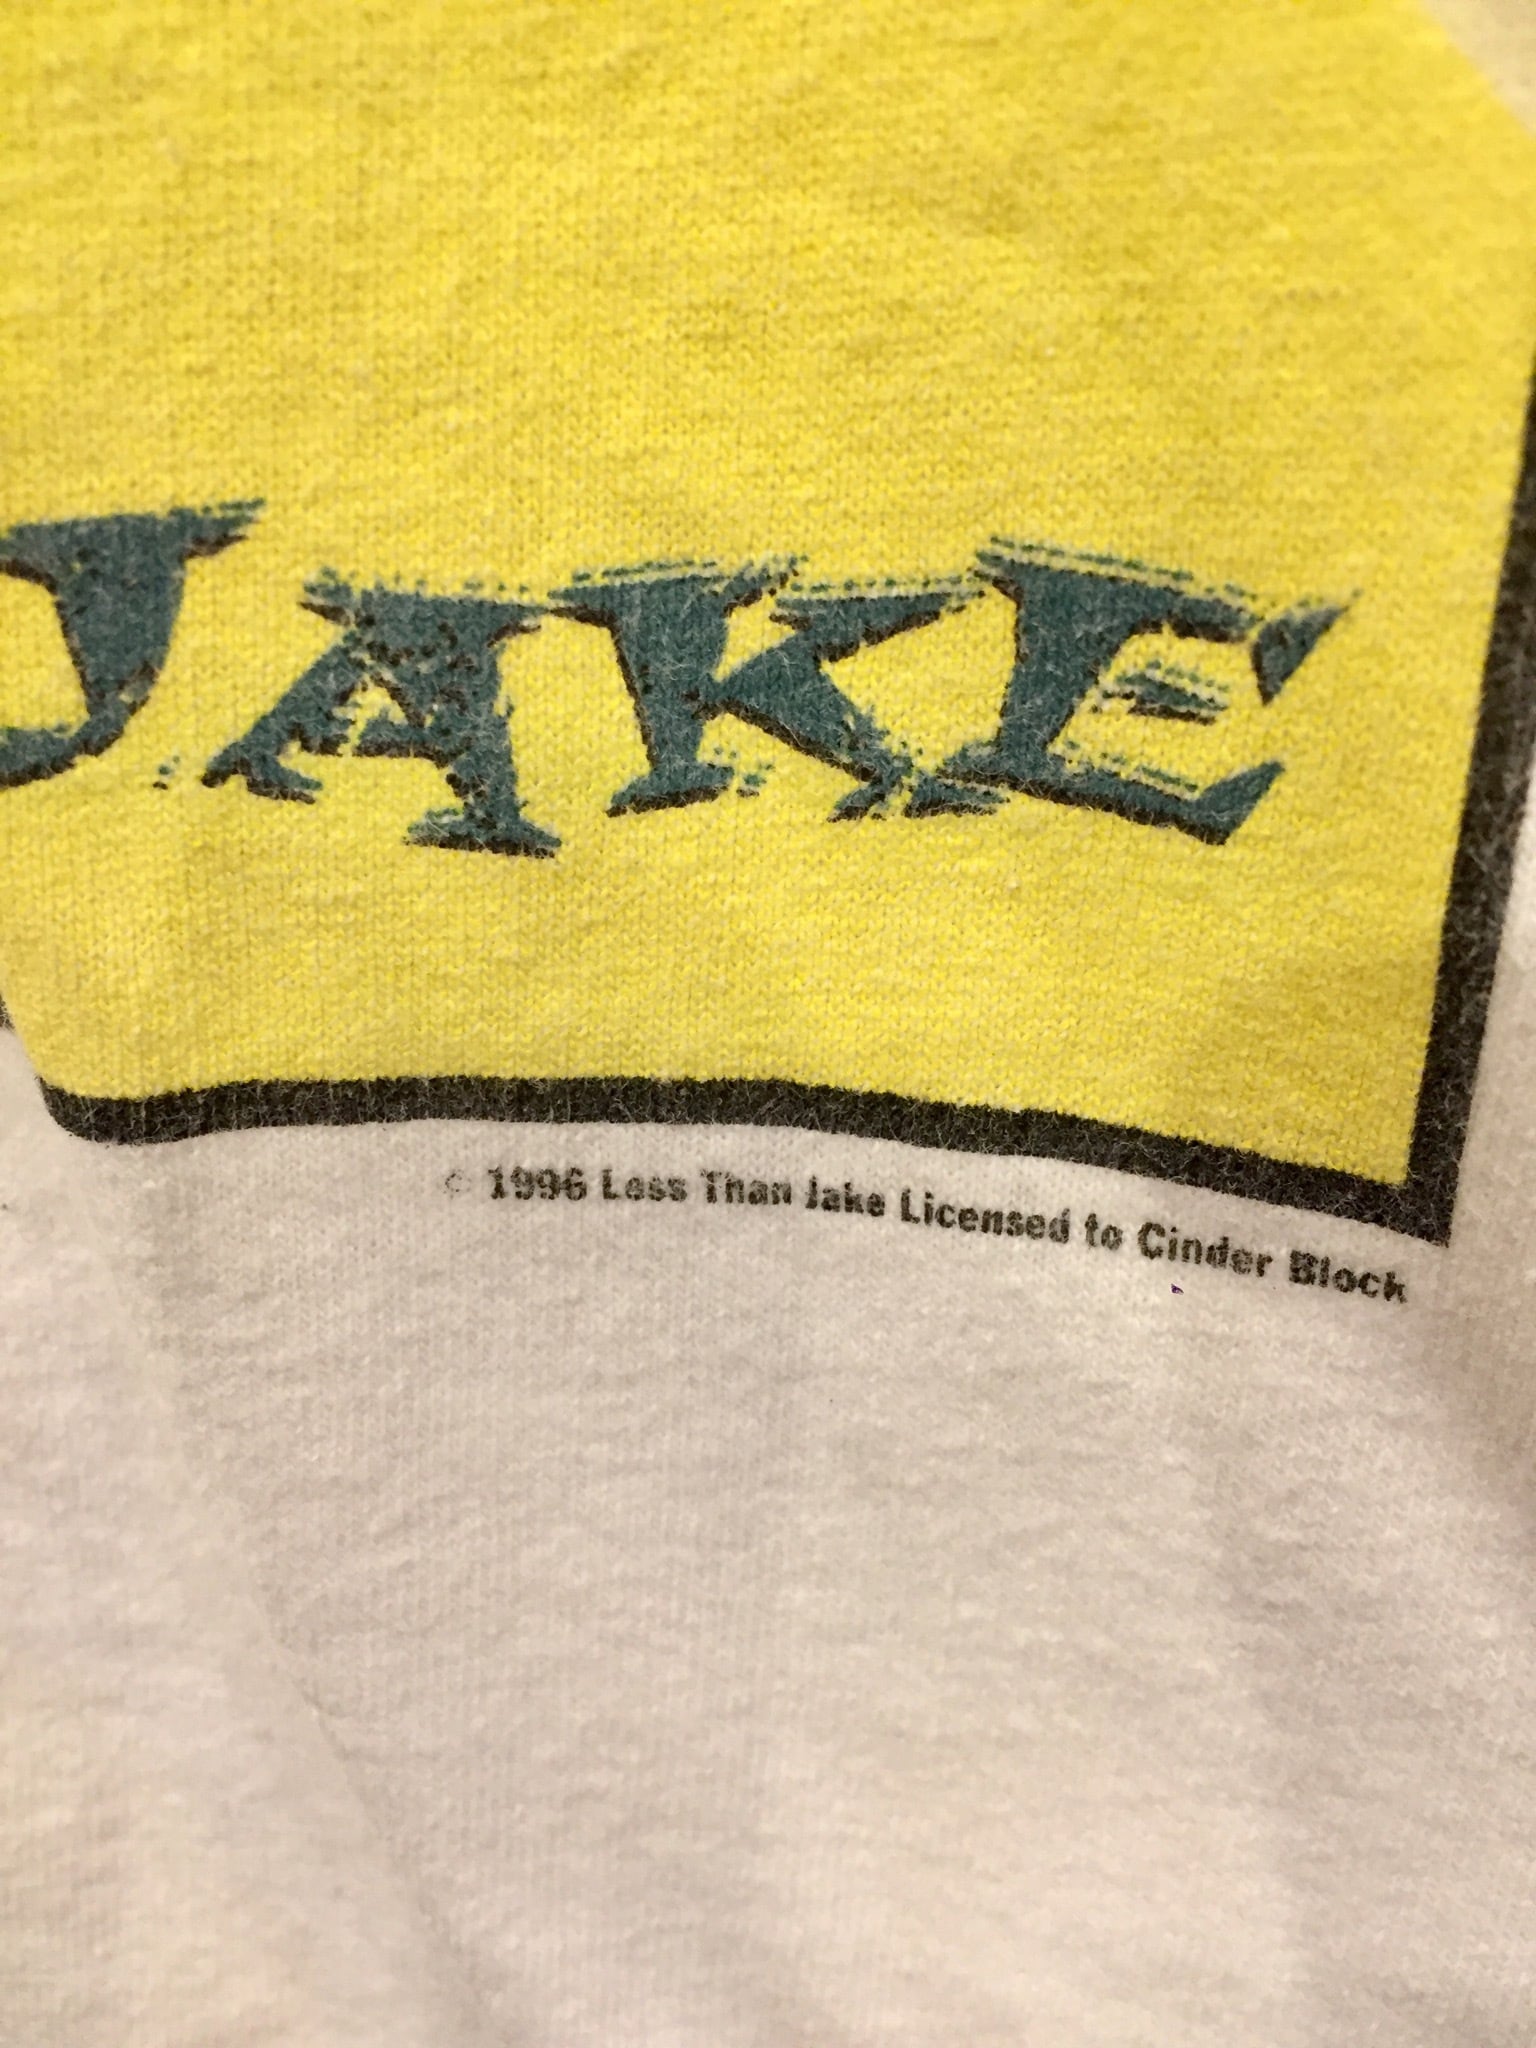 JAKE
© 1996 Less Than Jake Licensed to Cinder Block